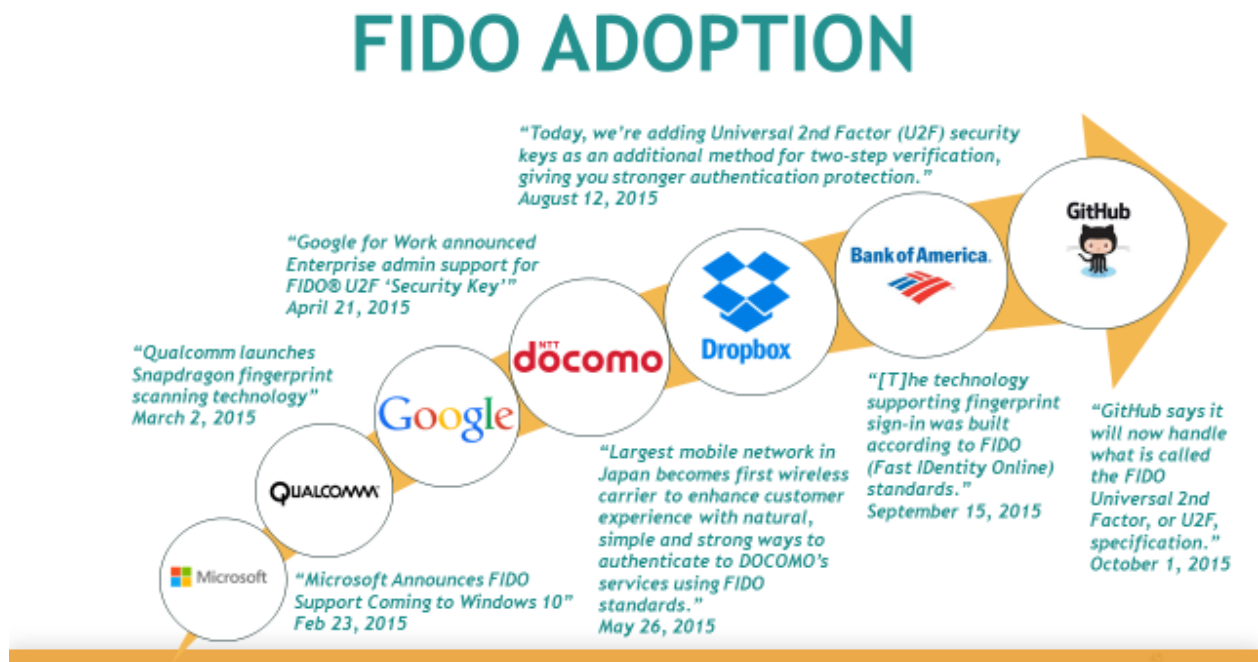 FIDO ADOPTION
“Today, we’re adding Universal 2nd Factor (U2F) security
keys as an additional method for two-step verification,
giving you stronger authentication protection.”
August 12, 2015
GitHub
“Google for Work announced
Enterprise admin support for
FIDO® U2F ‘Security Key’”
April 21, 2015
Bank of America
NTT
döcomo
Dropbox
“Qualcomm launches
Snapdragon fingerprint
scanning technology”
March 2, 2015
Google
“[T]he technology
supporting fingerprint
sign-in was built
according to FIDO
(Fast IDentity Online)
standards.”
September 15, 2015
“GitHub says it
will now handle
what is called
the FIDO
Universal 2nd
Factor, or U2F,
specification.”
October 1, 2015
“Largest mobile network in
Japan becomes first wireless
carrier to enhance customer
experience with natural,
simple and strong ways to
authenticate to DOCOMO’s
services using FIDO
standards.”
May 26, 2015
QUALCOMM
Microsoft
“Microsoft Announces FIDO
Support Coming to Windows 10”
Feb 23, 2015